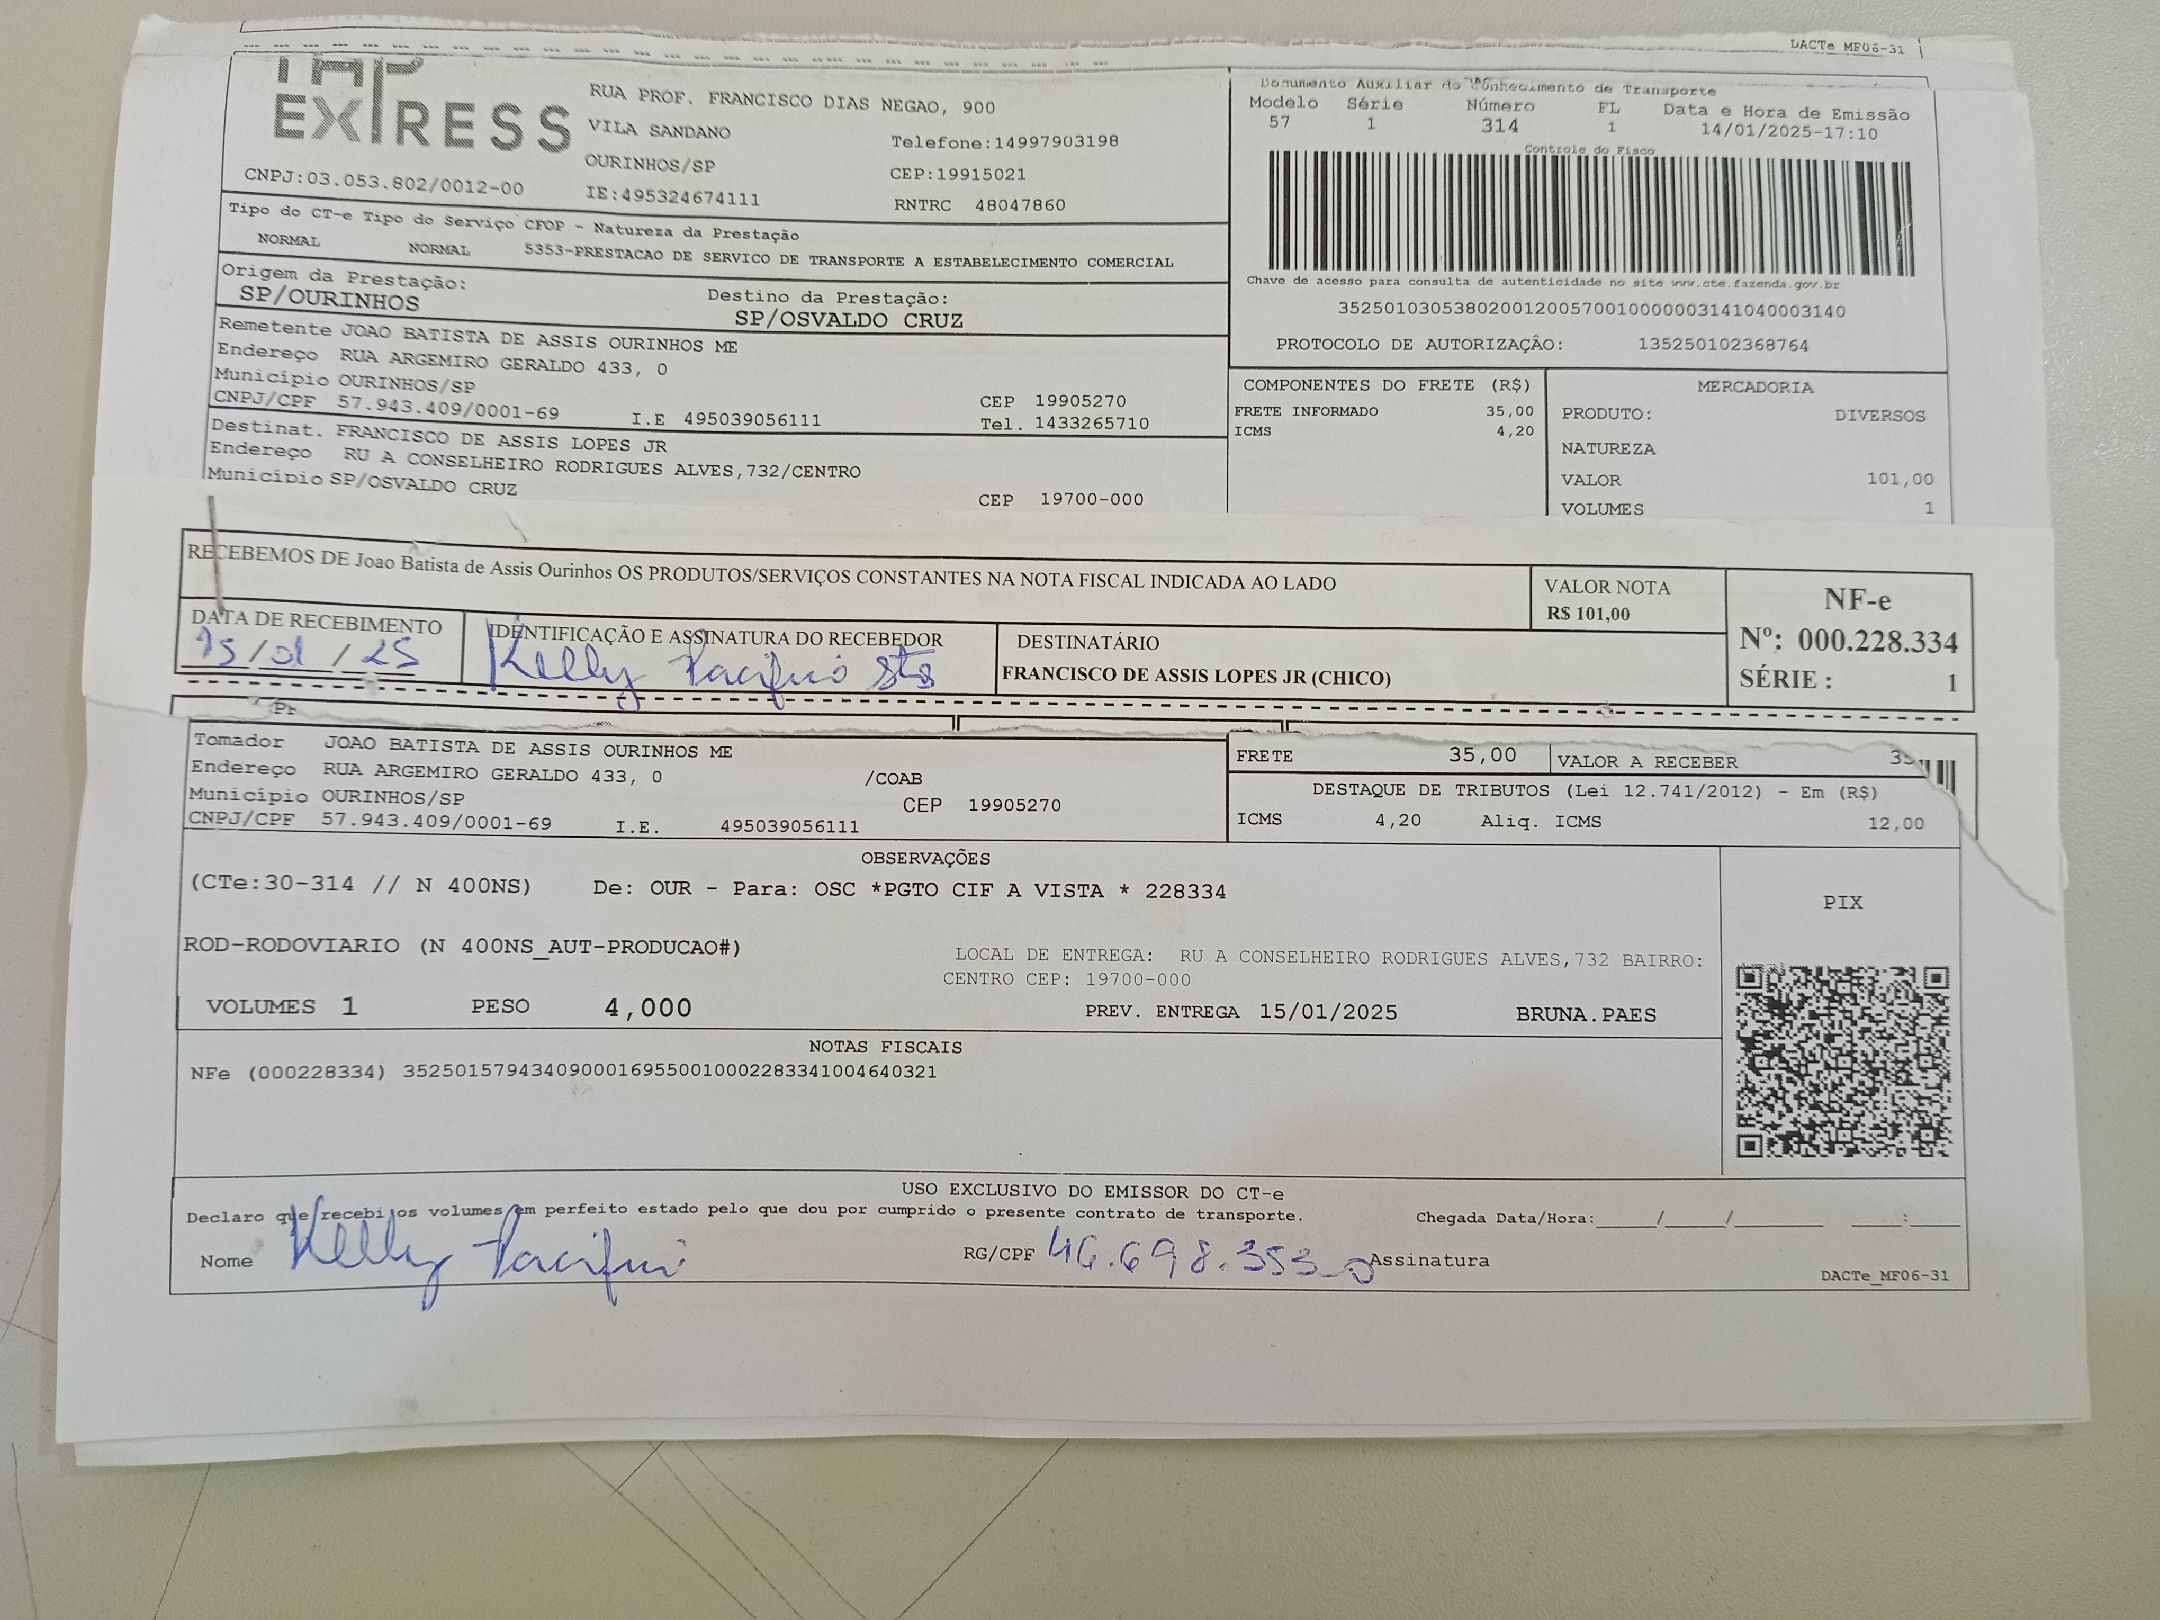 DACTe MF06-31
EXPRESS
RUA PROF. FRANCISCO DIAS NEGAO, 900
VILA SANDANO
Telefone:14997903198
OURINHOS/SP
CEP:19915021
CNPJ:03.053.802/0012-00
IE:495324674111
RNTRC 48047860
Documento Auxiliar do Conhecimento de Transporte
Modelo Série Número FL Data e Hora de Emissão
57 1 314 1 14/01/2025-17:10
Controle do Fisco
Chave de acesso para consulta de autenticidade no site www.cte.fazenda.gov.br
35250103053802001200570010000003141040003140
PROTOCOLO DE AUTORIZAÇÃO: 135250102368764
Tipo do CT-e Tipo do Serviço CFOP - Natureza da Prestação
NORMAL NORMAL 5353-PRESTACAO DE SERVICO DE TRANSPORTE A ESTABELECIMENTO COMERCIAL
Origem da Prestação: Destino da Prestação:
SP/OURINHOS SP/OSVALDO CRUZ
Remetente JOAO BATISTA DE ASSIS OURINHOS ME
Endereço RUA ARGEMIRO GERALDO 433, 0
Município OURINHOS/SP CEP 19905270
CNPJ/CPF 57.943.409/0001-69 I.E 495039056111 Tel. 1433265710
Destinat. FRANCISCO DE ASSIS LOPES JR
Endereço RU A CONSELHEIRO RODRIGUES ALVES,732/CENTRO
Município SP/OSVALDO CRUZ CEP 19700-000
COMPONENTES DO FRETE (R$)
FRETE INFORMADO 35,00
ICMS 4,20
MERCADORIA
PRODUTO: DIVERSOS
NATUREZA
VALOR 101,00
VOLUMES 1
RECEBEMOS DE Joao Batista de Assis Ourinhos OS PRODUTOS/SERVIÇOS CONSTANTES NA NOTA FISCAL INDICADA AO LADO
VALOR NOTA
R$ 101,00
NF-e
Nº: 000.228.334
SÉRIE : 1
DATA DE RECEBIMENTO
15/01/25
IDENTIFICAÇÃO E ASSINATURA DO RECEBEDOR
Kelly
DESTINATÁRIO
FRANCISCO DE ASSIS LOPES JR (CHICO)
Tomador JOAO BATISTA DE ASSIS OURINHOS ME
Endereço RUA ARGEMIRO GERALDO 433, 0 /COAB
Município OURINHOS/SP CEP 19905270
CNPJ/CPF 57.943.409/0001-69 I.E. 495039056111
FRETE 35,00 VALOR A RECEBER
DESTAQUE DE TRIBUTOS (Lei 12.741/2012) - Em (R$)
ICMS 4,20 Aliq. ICMS 12,00
OBSERVAÇÕES
(CTe:30-314 // N 400NS) De: OUR - Para: OSC *PGTO CIF A VISTA * 228334
PIX
ROD-RODOVIARIO (N 400NS_AUT-PRODUCAO#)
LOCAL DE ENTREGA: RU A CONSELHEIRO RODRIGUES ALVES,732 BAIRRO:
CENTRO CEP: 19700-000
VOLUMES 1 PESO 4,000 PREV. ENTREGA 15/01/2025 BRUNA.PAES
NOTAS FISCAIS
NFe (000228334) 35250157943409000169550010002283341004640321
USO EXCLUSIVO DO EMISSOR DO CT-e
Declaro que recebi os volumes em perfeito estado pelo que dou por cumprido o presente contrato de transporte. Chegada Data/Hora:_____/_____/_______ ____:____
Nome Kelly RG/CPF 46.698.353-0 Assinatura
DACTe_MF06-31